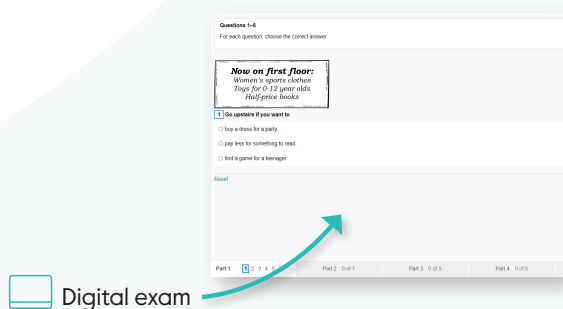 Questions 1–6
For each question, choose the correct answer.
Now on first floor:
Women's sports clothes
Toys for 0-12 year olds
Half-price books
1 Go upstairs if you want to
buy a dress for a party.
pay less for something to read.
find a game for a teenager.
Reset
Part 1 1 2 3 4 5 Part 2 0 of 7 Part 3 0 of 5 Part 4 0 of 6
Digital exam